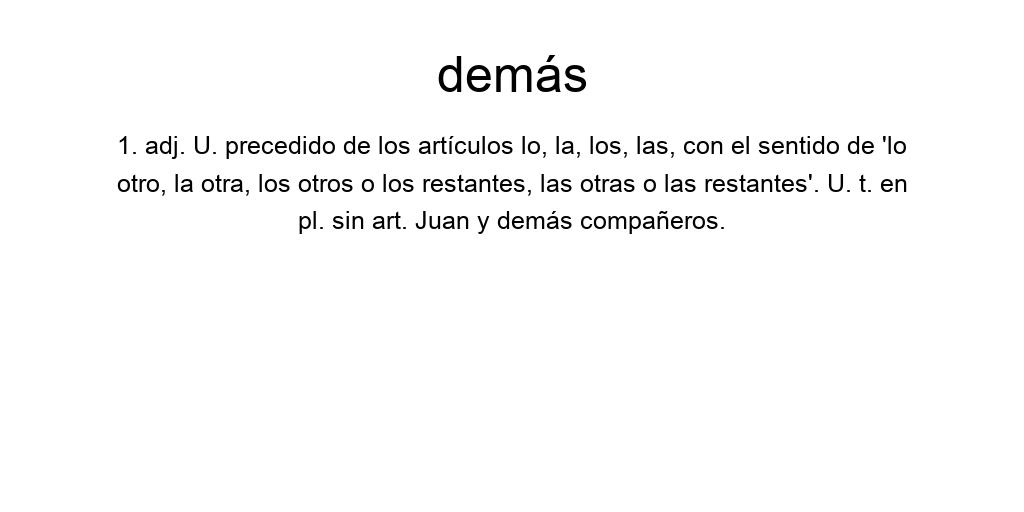 demás
1. adj. U. precedido de los artículos lo, la, los, las, con el sentido de 'lo
otro, la otra, los otros o los restantes, las otras o las restantes'. U. t. en
pl. sin art. Juan y demás compañeros.